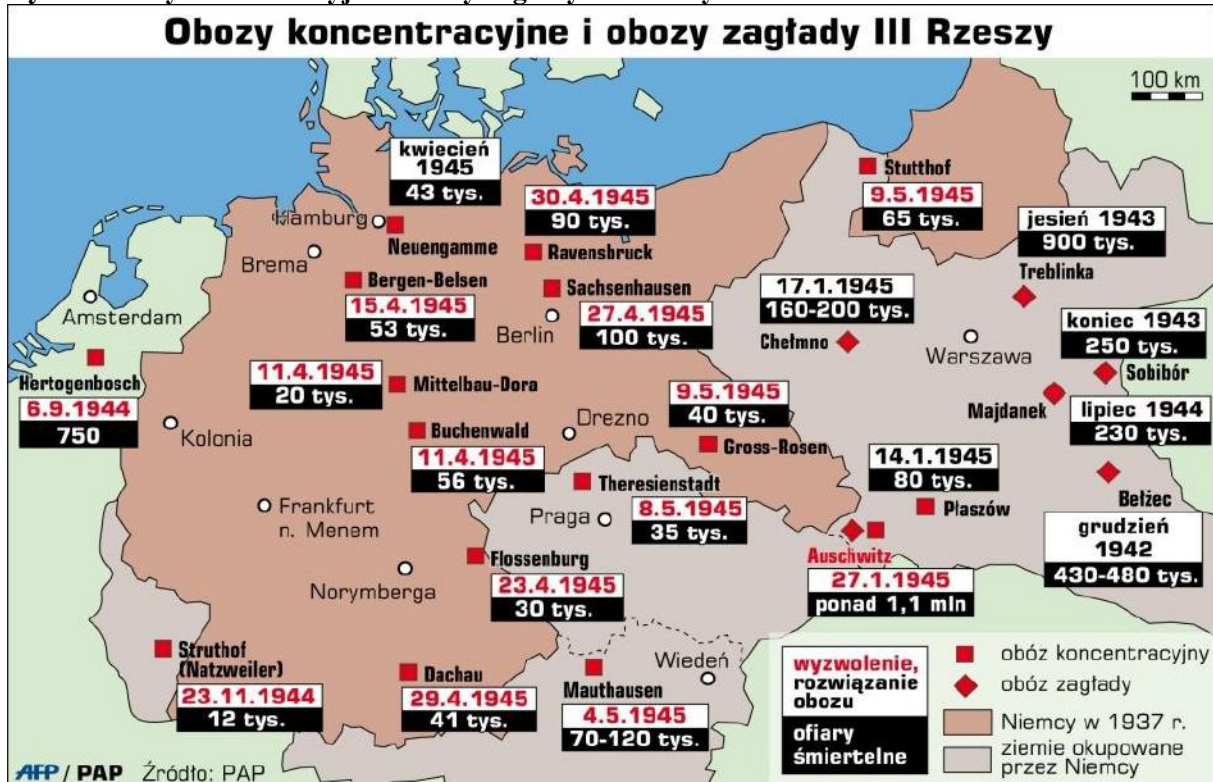 Obozy koncentracyjne i obozy zagłady III Rzeszy
100 km
kwiecień
1945
43 tys.
Hamburg
Neuengamme
Brema
30.4.1945
90 tys.
Ravensbruck
Stutthof
9.5.1945
65 tys.
jesień 1943
900 tys.
Treblinka
Bergen-Belsen
15.4.1945
53 tys.
Sachsenhausen
27.4.1945
100 tys.
Berlin
17.1.1945
160-200 tys.
Chełmno
Warszawa
koniec 1943
250 tys.
Sobibór
Amsterdam
Hertogenbosch
6.9.1944
750
11.4.1945
20 tys.
Mittelbau-Dora
Kolonia
9.5.1945
40 tys.
Gross-Rosen
Majdanek
lipiec 1944
230 tys.
Buchenwald
11.4.1945
56 tys.
Drezno
14.1.1945
80 tys.
Płaszów
Bełżec
grudzień
1942
430-480 tys.
Theresienstadt
8.5.1945
35 tys.
Praga
Frankfurt
n. Menem
Auschwitz
27.1.1945
ponad 1,1 mln
Flossenburg
23.4.1945
30 tys.
Norymberga
Struthof
(Natzweiler)
23.11.1944
12 tys.
Dachau
29.4.1945
41 tys.
Mauthausen
4.5.1945
70-120 tys.
Wiedeń
wyzwolenie,
rozwiązanie
obozu
ofiary
śmiertelne
obóz koncentracyjny
obóz zagłady
Niemcy w 1937 r.
ziemie okupowane
przez Niemcy
AFP / PAP Źródło: PAP